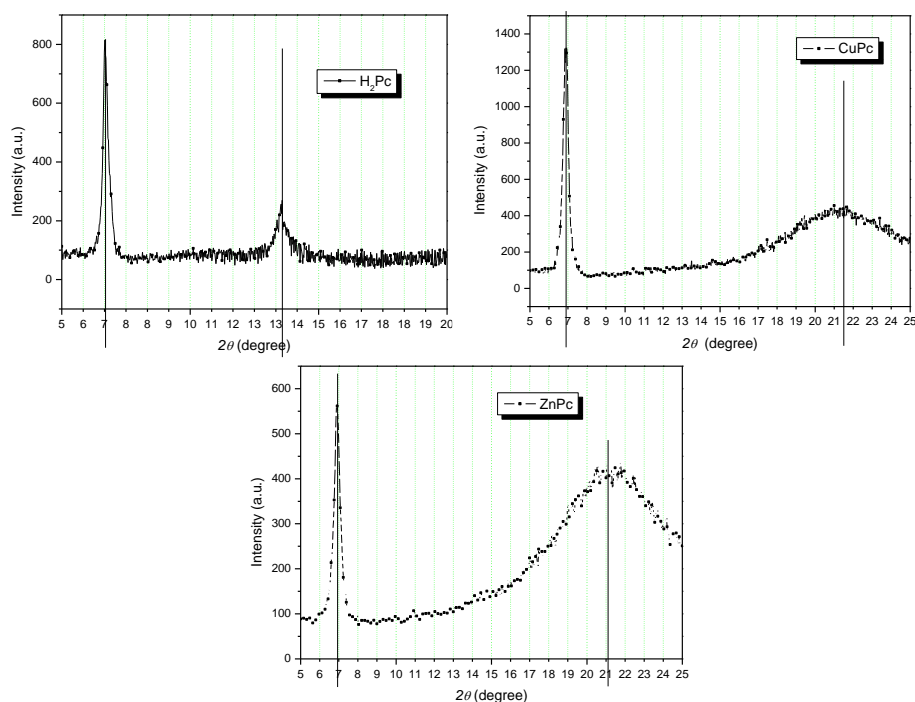 Intensity (a.u.)
800
600
400
200
0
H₂Pc
5 6 7 8 9 10 11 12 13 14 15 16 17 18 19 20
2θ (degree)
Intensity (a.u.)
1400
1200
1000
800
600
400
200
0
CuPc
5 6 7 8 9 10 11 12 13 14 15 16 17 18 19 20 21 22 23 24 25
2θ (degree)
Intensity (a.u.)
600
500
400
300
200
100
0
ZnPc
5 6 7 8 9 10 11 12 13 14 15 16 17 18 19 20 21 22 23 24 25
2θ (degree)